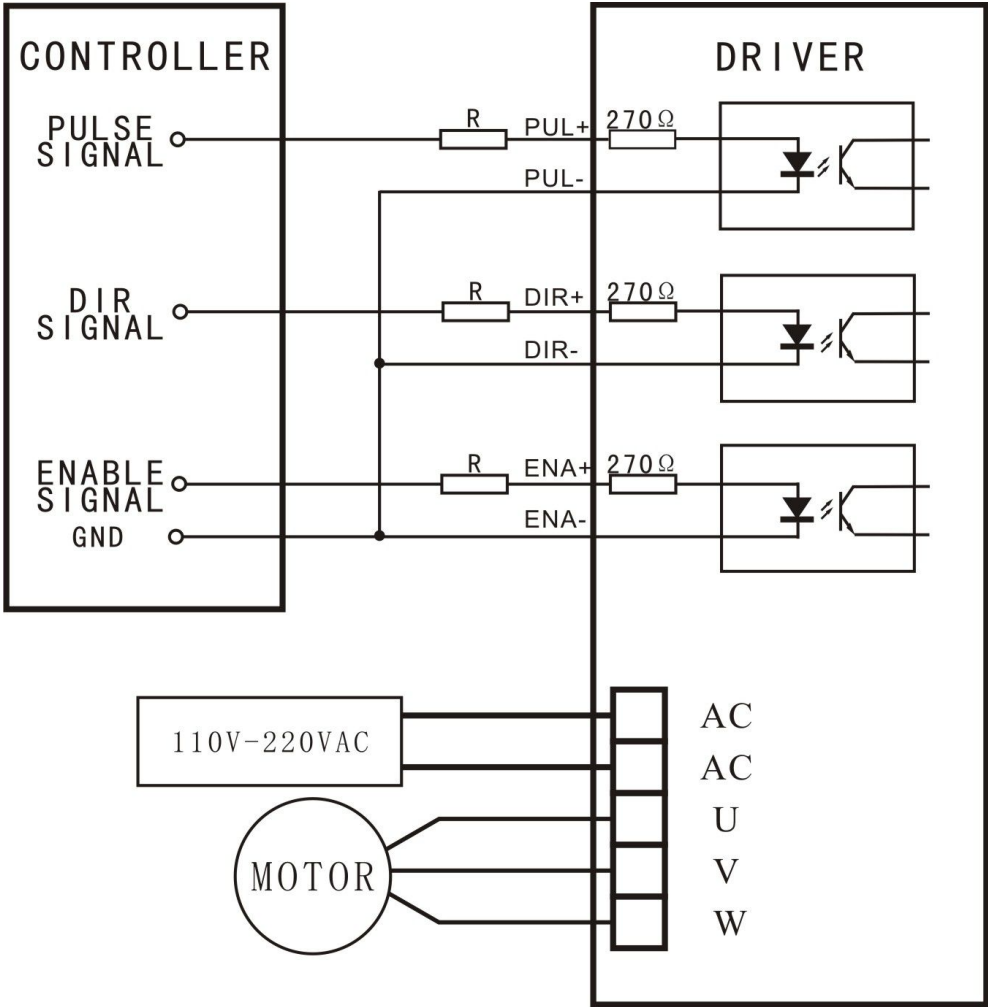 CONTROLLER
DRIVER
PULSE
SIGNAL
R
PUL+
270Ω
PUL-
DIR
SIGNAL
R
DIR+
270Ω
DIR-
ENABLE
SIGNAL
R
ENA+
270Ω
GND
ENA-
110V-220VAC
AC
AC
MOTOR
U
V
W